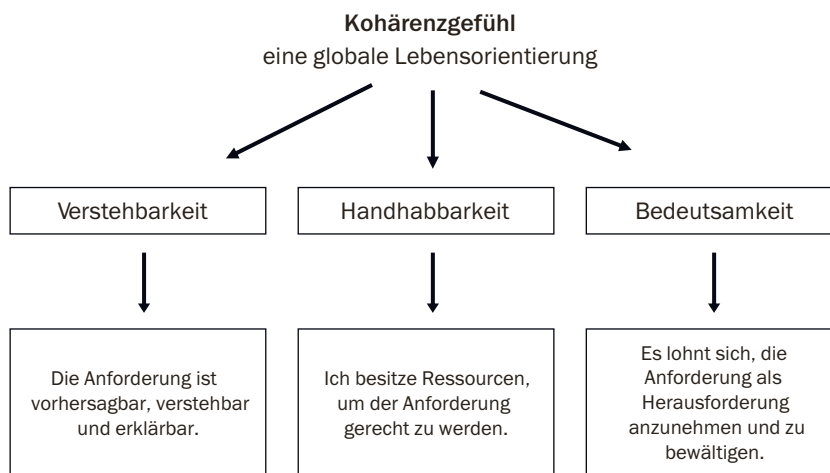 Kohärenzgefühl
eine globale Lebensorientierung
Verstehbarkeit
Handhabbarkeit
Bedeutsamkeit
Die Anforderung ist
vorhersagbar, verstehbar
und erklärbar.
Ich besitze Ressourcen,
um der Anforderung
gerecht zu werden.
Es lohnt sich, die
Anforderung als
Herausforderung
anzunehmen und zu
bewältigen.